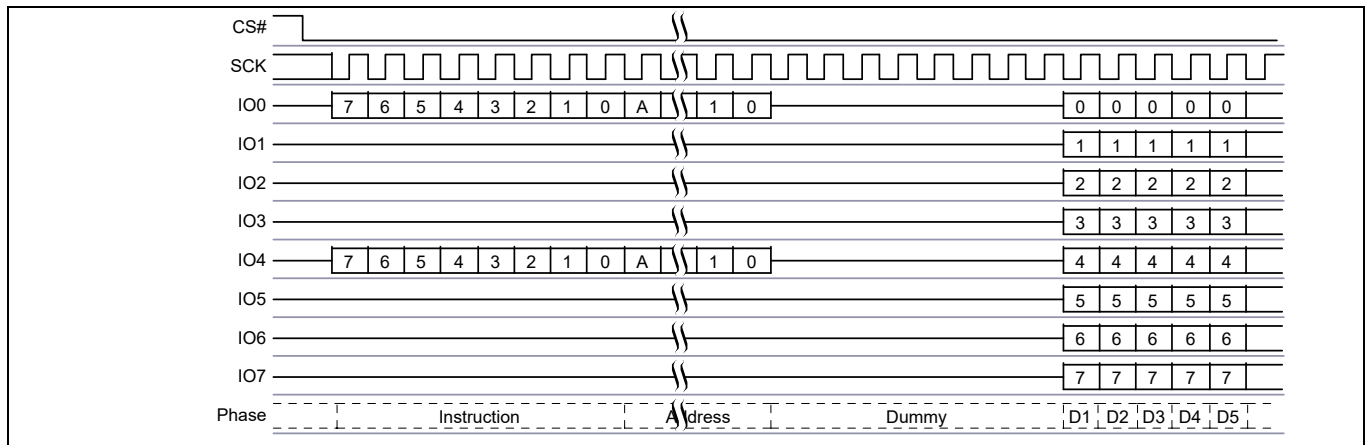 CS#
SCK
IO0 7 6 5 4 3 2 1 0 A 1 0 0 0 0 0 0
IO1 1 1 1 1 1
IO2 2 2 2 2 2
IO3 3 3 3 3 3
IO4 7 6 5 4 3 2 1 0 A 1 0 4 4 4 4 4
IO5 5 5 5 5 5
IO6 6 6 6 6 6
IO7 7 7 7 7 7
Phase Instruction Address Dummy D1 D2 D3 D4 D5